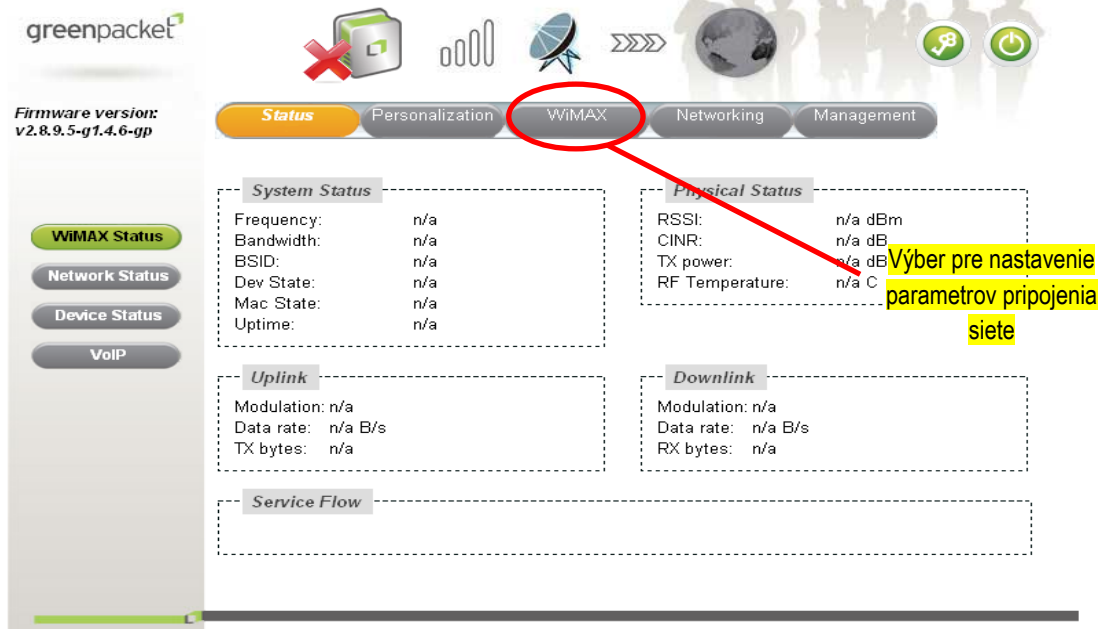 greenpacket
Firmware version:
v2.8.9.5-g1.4.6-gp
Status Personalization WiMAX Networking Management
WiMAX Status
Network Status
Device Status
VoIP
System Status
Frequency: n/a
Bandwidth: n/a
BSID: n/a
Dev State: n/a
Mac State: n/a
Uptime: n/a
Physical Status
RSSI: n/a dBm
CINR: n/a dB
TX power: n/a dB
RF Temperature: n/a C
Výber pre nastavenie
parametrov pripojenia
siete
Uplink
Modulation: n/a
Data rate: n/a B/s
TX bytes: n/a
Downlink
Modulation: n/a
Data rate: n/a B/s
RX bytes: n/a
Service Flow